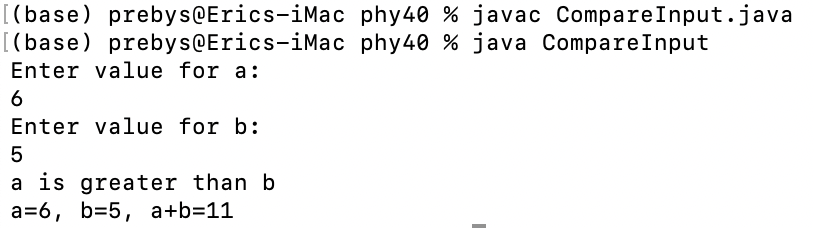 [(base) prebys@Erics-iMac phy40 % javac CompareInput.java
[(base) prebys@Erics-iMac phy40 % java CompareInput
Enter value for a:
6
Enter value for b:
5
a is greater than b
a=6, b=5, a+b=11